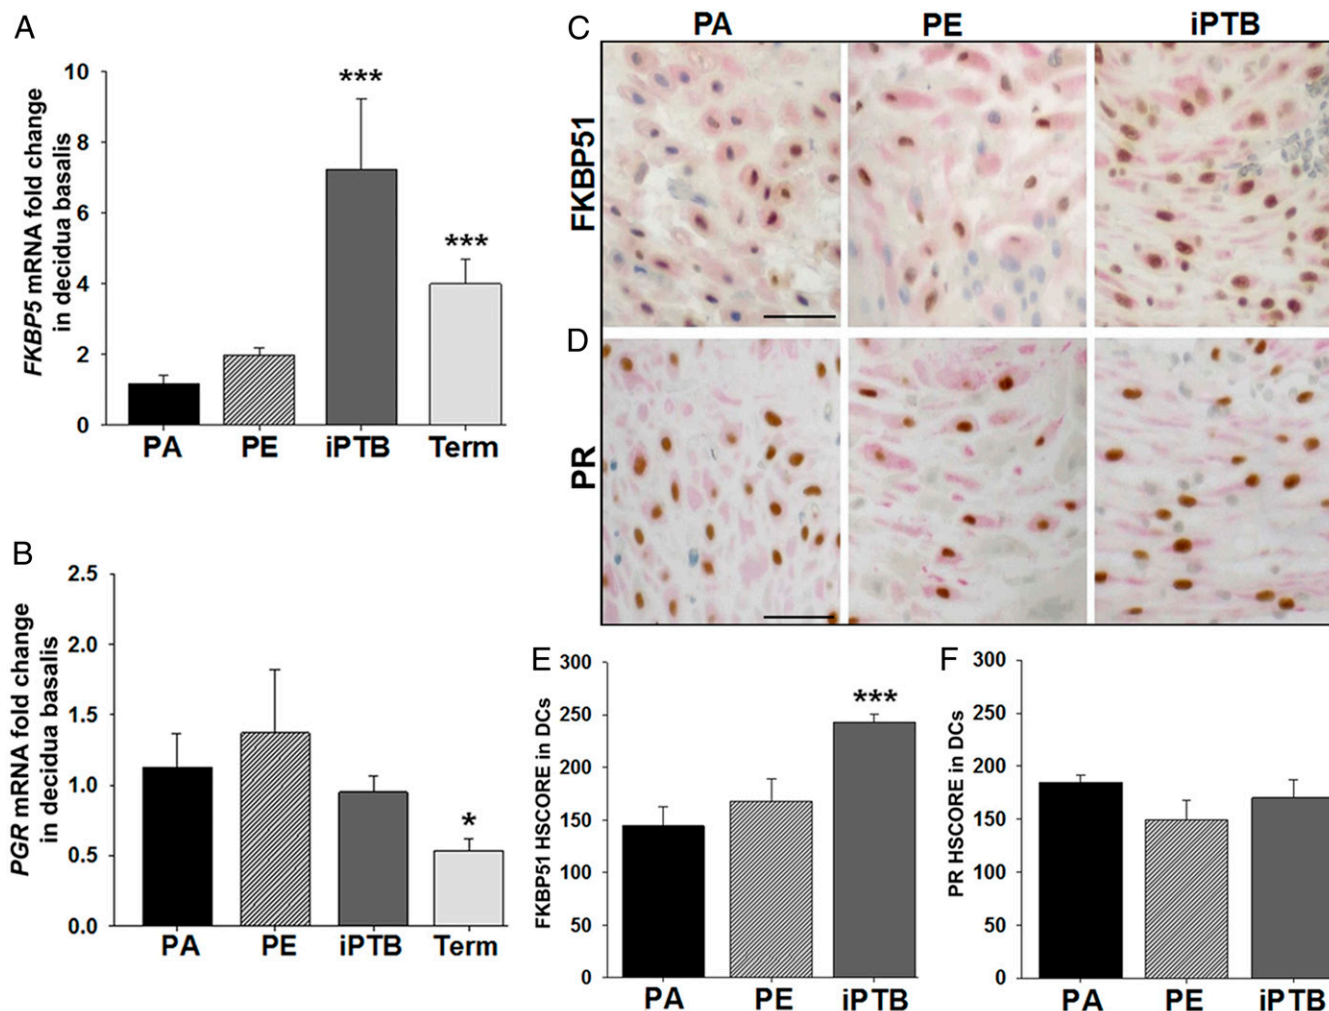 A
FKBP5 mRNA fold change
in decidua basalis
10
8
6
4
2
0
***
***
PA PE iPTB Term
B
PGR mRNA fold change
in decidua basalis
2.5
2.0
1.5
1.0
0.5
0.0
*
PA PE iPTB Term
C
PA PE iPTB
FKBP51
D
PR
E
FKBP51 HSCORE in DCs
300
250
200
150
100
50
0
***
PA PE iPTB
F
PR HSCORE in DCs
300
250
200
150
100
50
0
PA PE iPTB